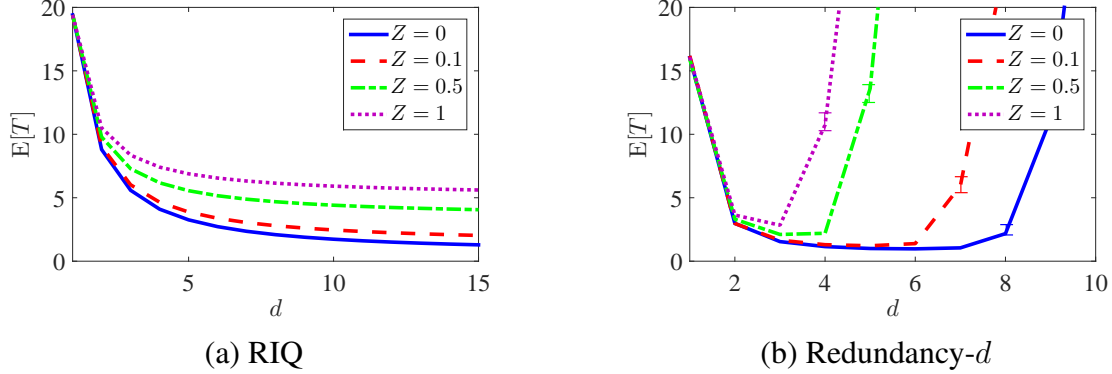 20
15
10
5
0
E[T]
5
10
15
d
Z = 0
Z = 0.1
Z = 0.5
Z = 1
(a) RIQ
20
15
10
5
0
E[T]
2
4
6
8
10
d
Z = 0
Z = 0.1
Z = 0.5
Z = 1
(b) Redundancy-d